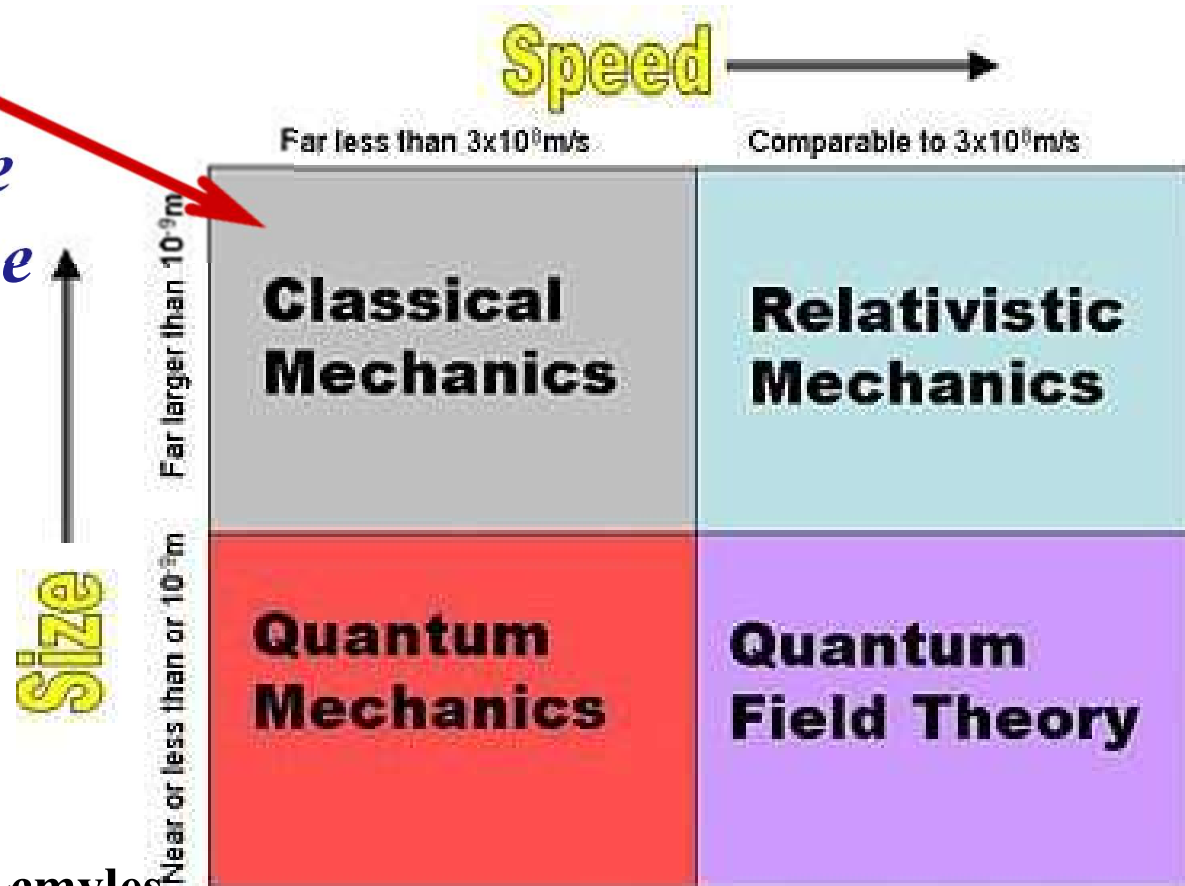 Speed
Far less than 3x10⁸m/s
Comparable to 3x10⁸m/s
e
e
Far larger than 10⁻⁹m
Classical
Mechanics
Relativistic
Mechanics
Size
Near or less than or 10⁻⁹m
Quantum
Mechanics
Quantum
Field Theory
emyles